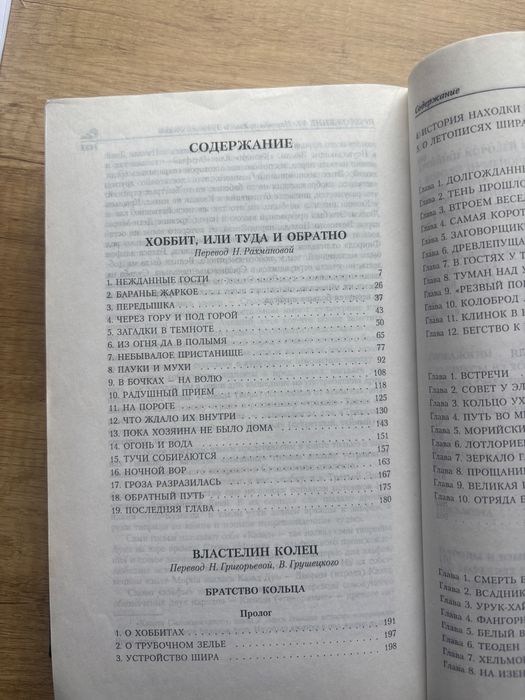 СОДЕРЖАНИЕ
ХОББИТ, ИЛИ ТУДА И ОБРАТНО
Перевод Н. Рахмановой
1. НЕЖДАННЫЕ ГОСТИ 7
2. БАРАНЬЕ ЖАРКОЕ 26
3. ПЕРЕДЫШКА 37
4. ЧЕРЕЗ ГОРУ И ПОД ГОРОЙ 43
5. ЗАГАДКИ В ТЕМНОТЕ 50
6. ИЗ ОГНЯ ДА В ПОЛЫМЯ 65
7. НЕБЫВАЛОЕ ПРИСТАНИЩЕ 77
8. ПАУКИ И МУХИ 92
9. В БОЧКАХ — НА ВОЛЮ 108
10. РАДУШНЫЙ ПРИЕМ 118
11. НА ПОРОГЕ 125
12. ЧТО ЖДАЛО ИХ ВНУТРИ 130
13. ПОКА ХОЗЯИНА НЕ БЫЛО ДОМА 143
14. ОГОНЬ И ВОДА 151
15. ТУЧИ СОБИРАЮТСЯ 157
16. НОЧНОЙ ВОР 163
17. ГРОЗА РАЗРАЗИЛАСЬ 167
18. ОБРАТНЫЙ ПУТЬ 175
19. ПОСЛЕДНЯЯ ГЛАВА 180
ВЛАСТЕЛИН КОЛЕЦ
Перевод Н. Григорьевой, В. Грушецкого
БРАТСТВО КОЛЬЦА
Пролог
1. О ХОББИТАХ 191
2. О ТРУБОЧНОМ ЗЕЛЬЕ 197
3. УСТРОЙСТВО ШИРА 198
Содержание
4. ИСТОРИЯ НАХОДКИ
5. О ЛЕТОПИСЯХ ШИРА
Глава 1. ДОЛГОЖДАНН
Глава 2. ТЕНЬ ПРОШЛО
Глава 3. ВТРОЕМ ВЕСЕЛ
Глава 4. САМАЯ КОРОТ
Глава 5. ЗАГОВОРЩИК
Глава 6. ДРЕВЛЕПУЩА
Глава 7. В ГОСТЯХ У Т
Глава 8. ТУМАН НАД
Глава 9. «РЕЗВЫЙ ПО
Глава 10. КОЛОБРОД
Глава 11. КЛИНОК В
Глава 12. БЕГСТВО К
Глава 1. ВСТРЕЧИ
Глава 2. СОВЕТ У ЭЛ
Глава 3. КОЛЬЦО УХ
Глава 4. ПУТЬ ВО М
Глава 5. МОРИЙСКИ
Глава 6. ЛОТЛОРИЕ
Глава 7. ЗЕРКАЛО Г
Глава 8. ПРОЩАНИ
Глава 9. ВЕЛИКАЯ
Глава 10. ОТРЯДА
Глава 1. СМЕРТЬ
Глава 2. ВСАДНИК
Глава 3. УРУК-ХАЙ
Глава 4. ФАНГОРН
Глава 5. БЕЛЫЙ
Глава 6. ТЕОДЕН
Глава 7. ХЕЛЬМОВ
Глава 8. НА ИЗЕН